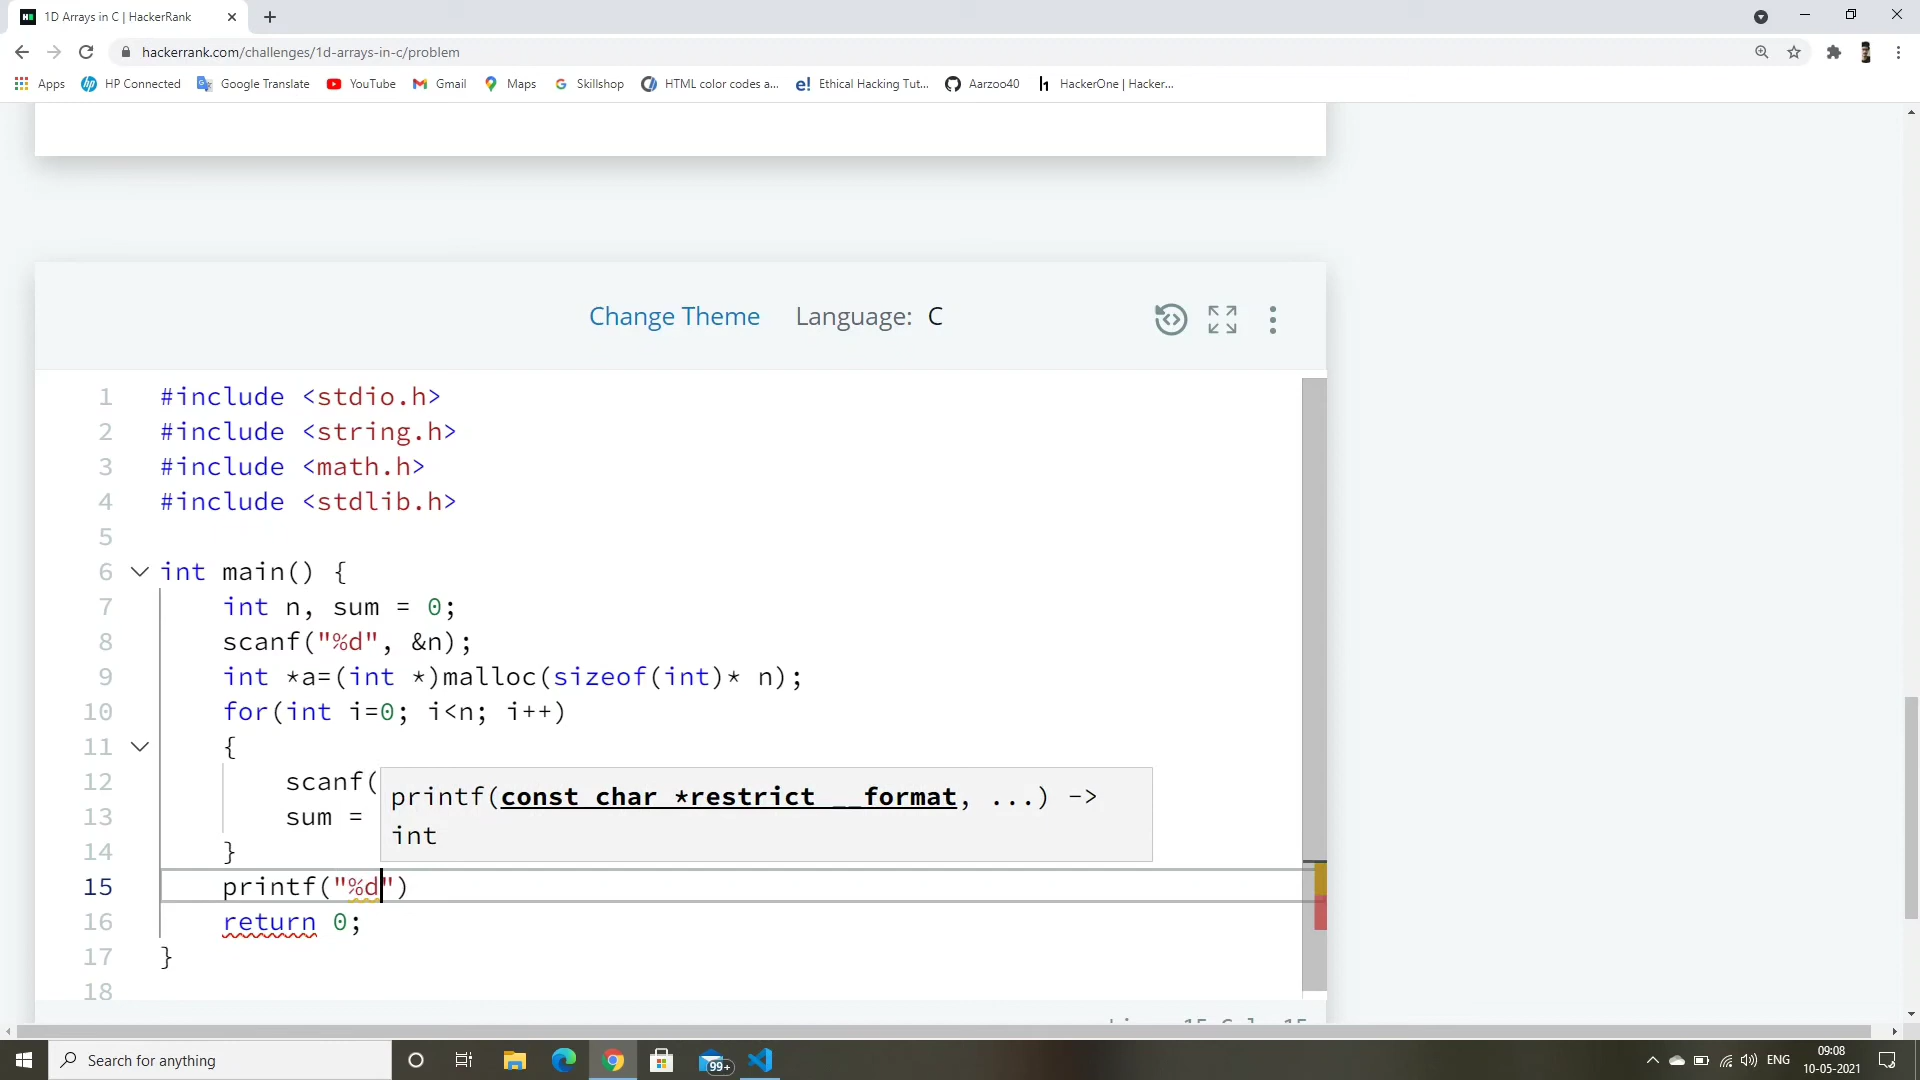 1D Arrays in C | HackerRank
hackerrank.com/challenges/1d-arrays-in-c/problem
Apps HP Connected Google Translate YouTube Gmail Maps Skillshop HTML color codes a... Ethical Hacking Tut... Aarzoo40 HackerOne | Hacker...
Change Theme Language: C
1 #include <stdio.h>
2 #include <string.h>
3 #include <math.h>
4 #include <stdlib.h>
5
6 int main() {
7 int n, sum = 0;
8 scanf("%d", &n);
9 int *a=(int *)malloc(sizeof(int)* n);
10 for(int i=0; i<n; i++)
11 {
12 scanf(
printf(const char *restrict __format, ...) ->
13 sum =
int
14 }
15 printf("%d")
16 return 0;
17 }
18
Search for anything
99+
ENG
09:08
10-05-2021